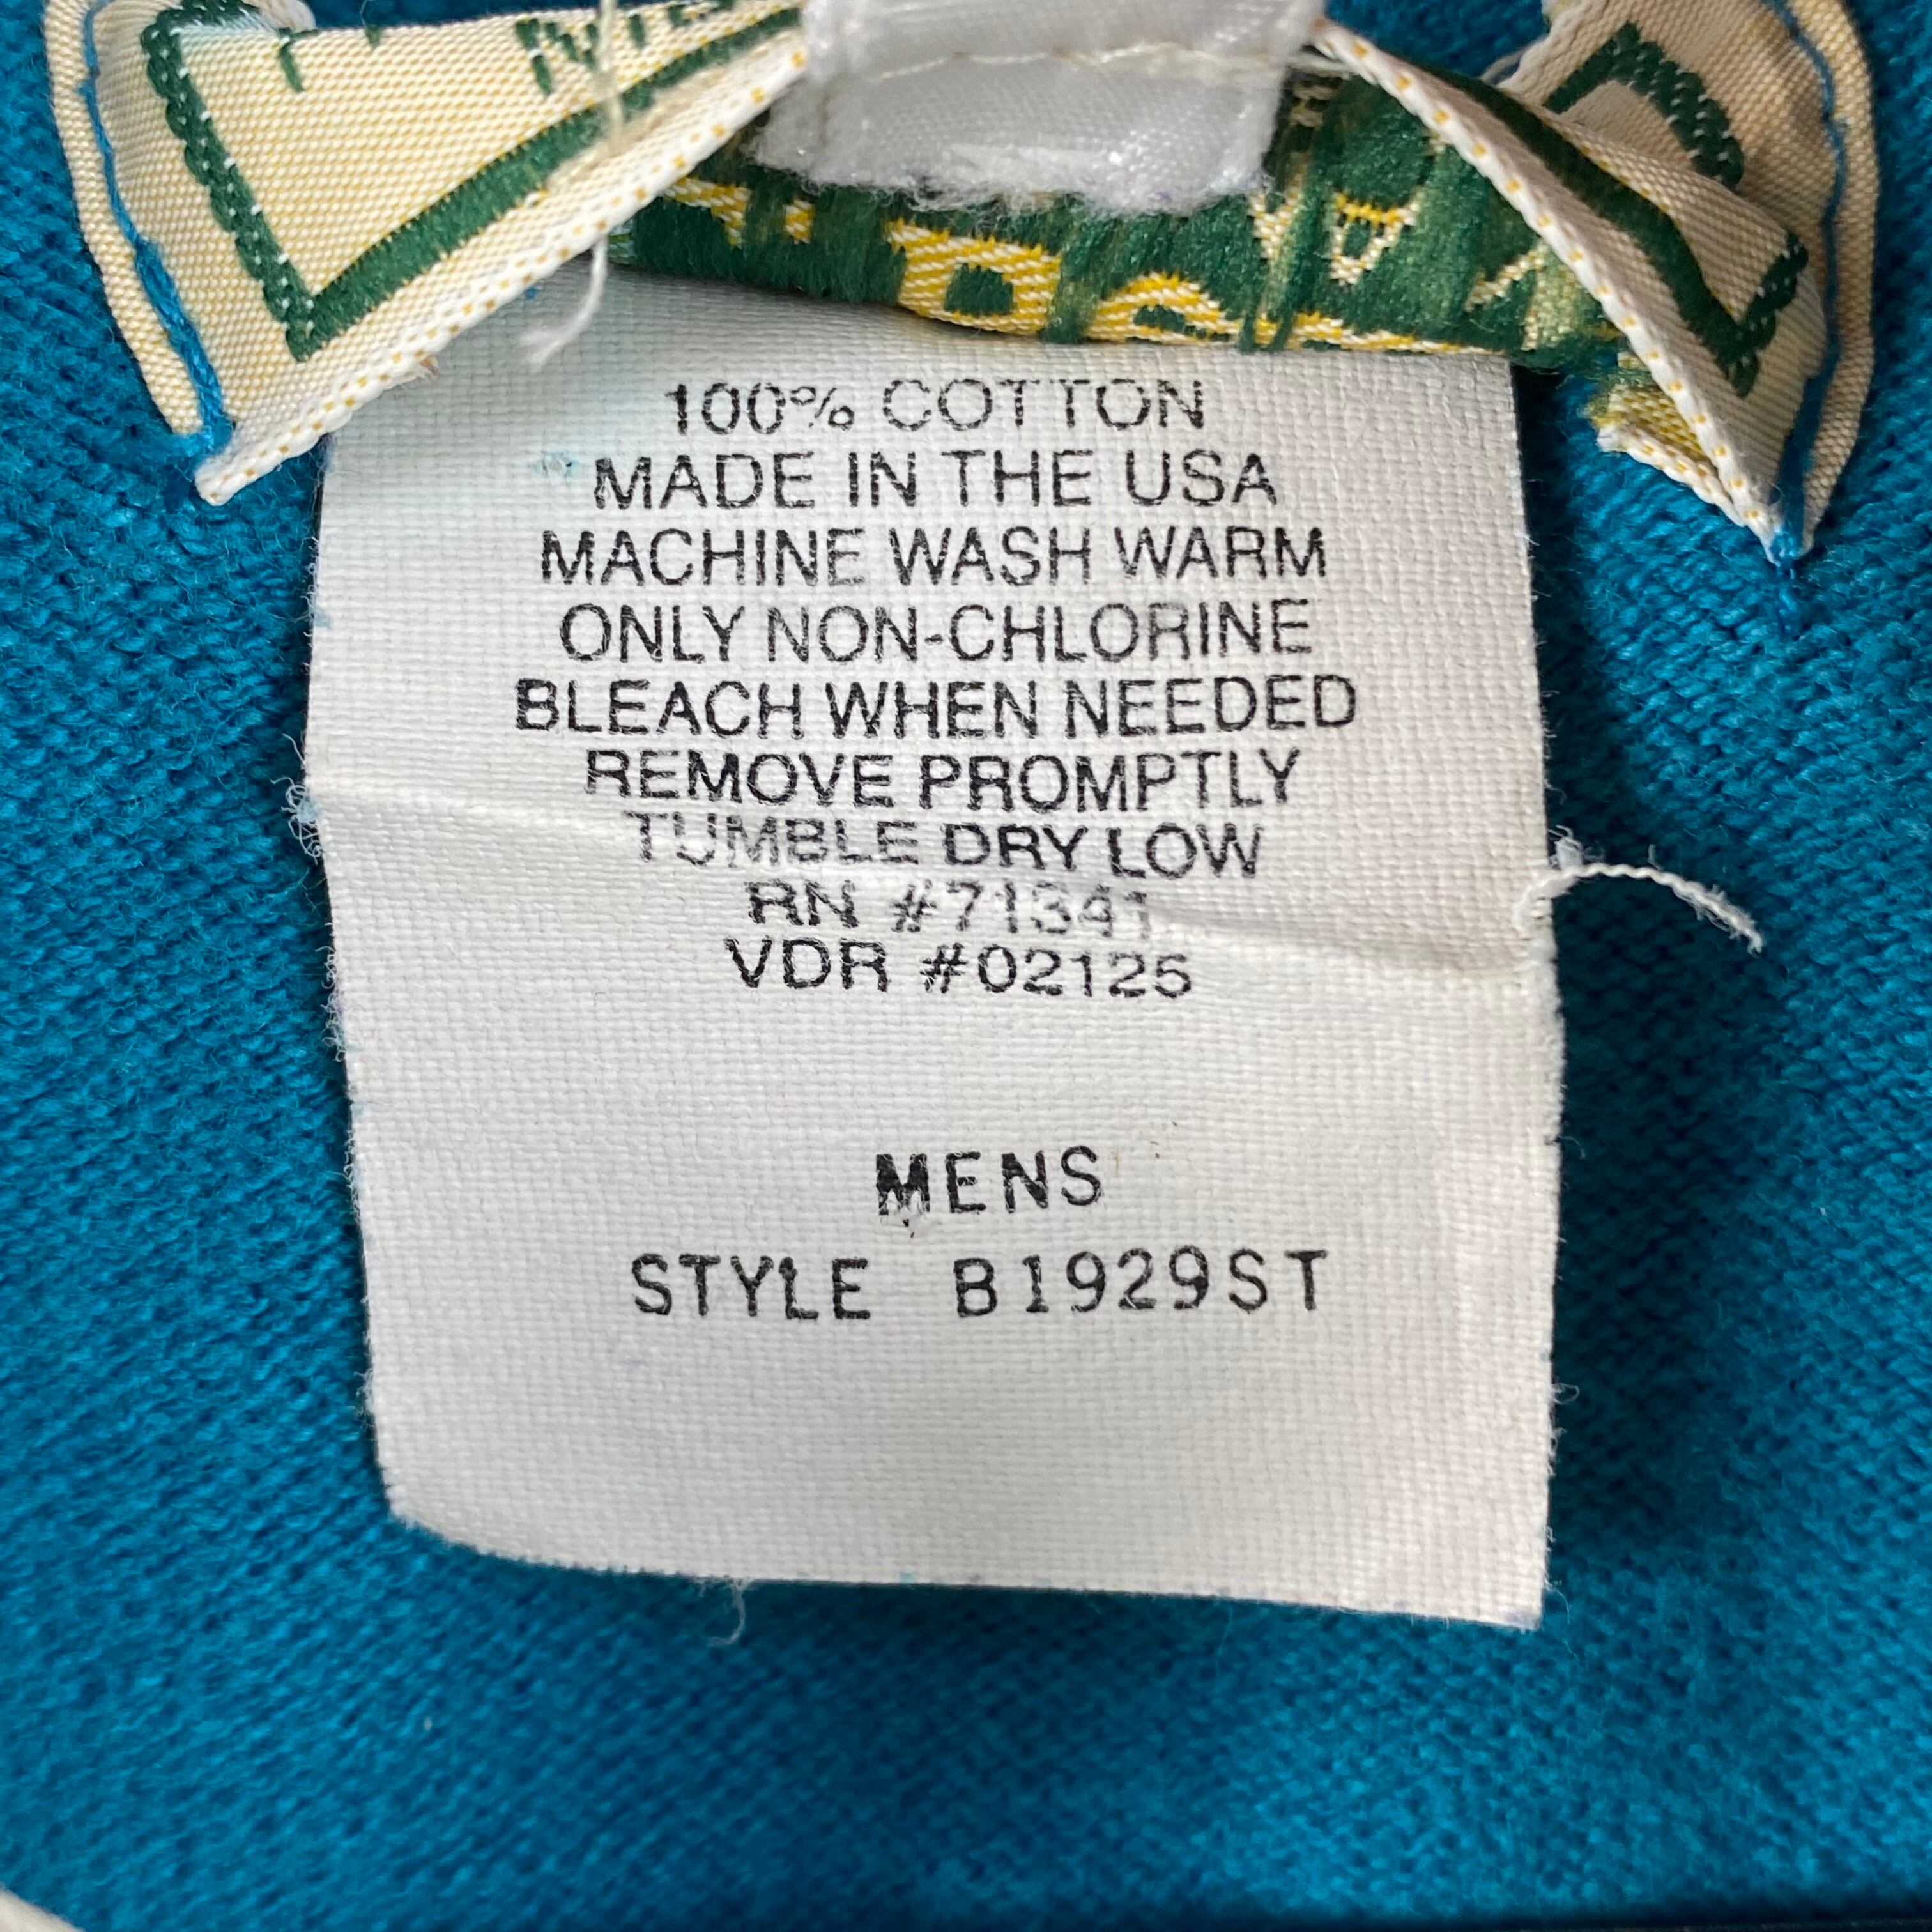 100% COTTON
MADE IN THE USA
MACHINE WASH WARM
ONLY NON-CHLORINE
BLEACH WHEN NEEDED
REMOVE PROMPTLY
TUMBLE DRY LOW
RN #71341
VDR #02125
MENS
STYLE B1929ST